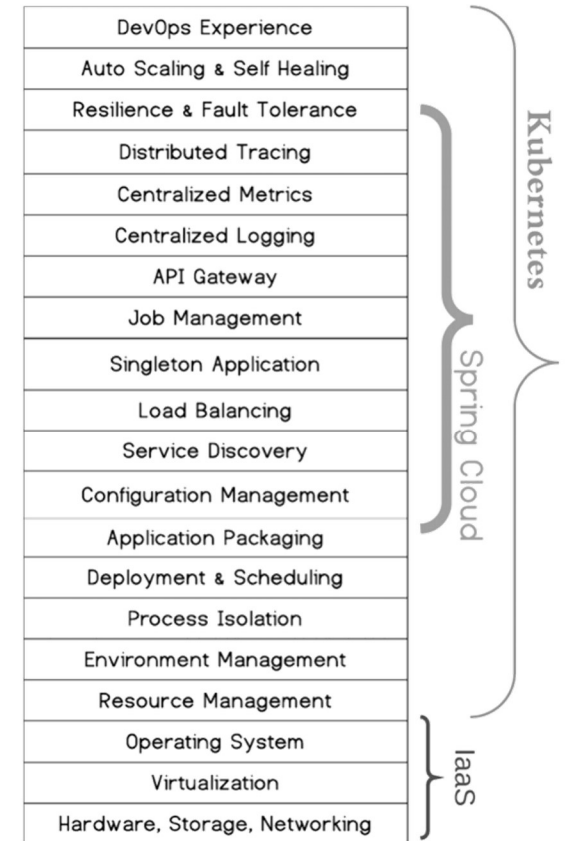 DevOps Experience
Auto Scaling & Self Healing
Resilience & Fault Tolerance
Distributed Tracing
Centralized Metrics
Centralized Logging
API Gateway
Job Management
Singleton Application
Load Balancing
Service Discovery
Configuration Management
Application Packaging
Deployment & Scheduling
Process Isolation
Environment Management
Resource Management
Operating System
Virtualization
Hardware, Storage, Networking
Kubernetes
Spring Cloud
IaaS